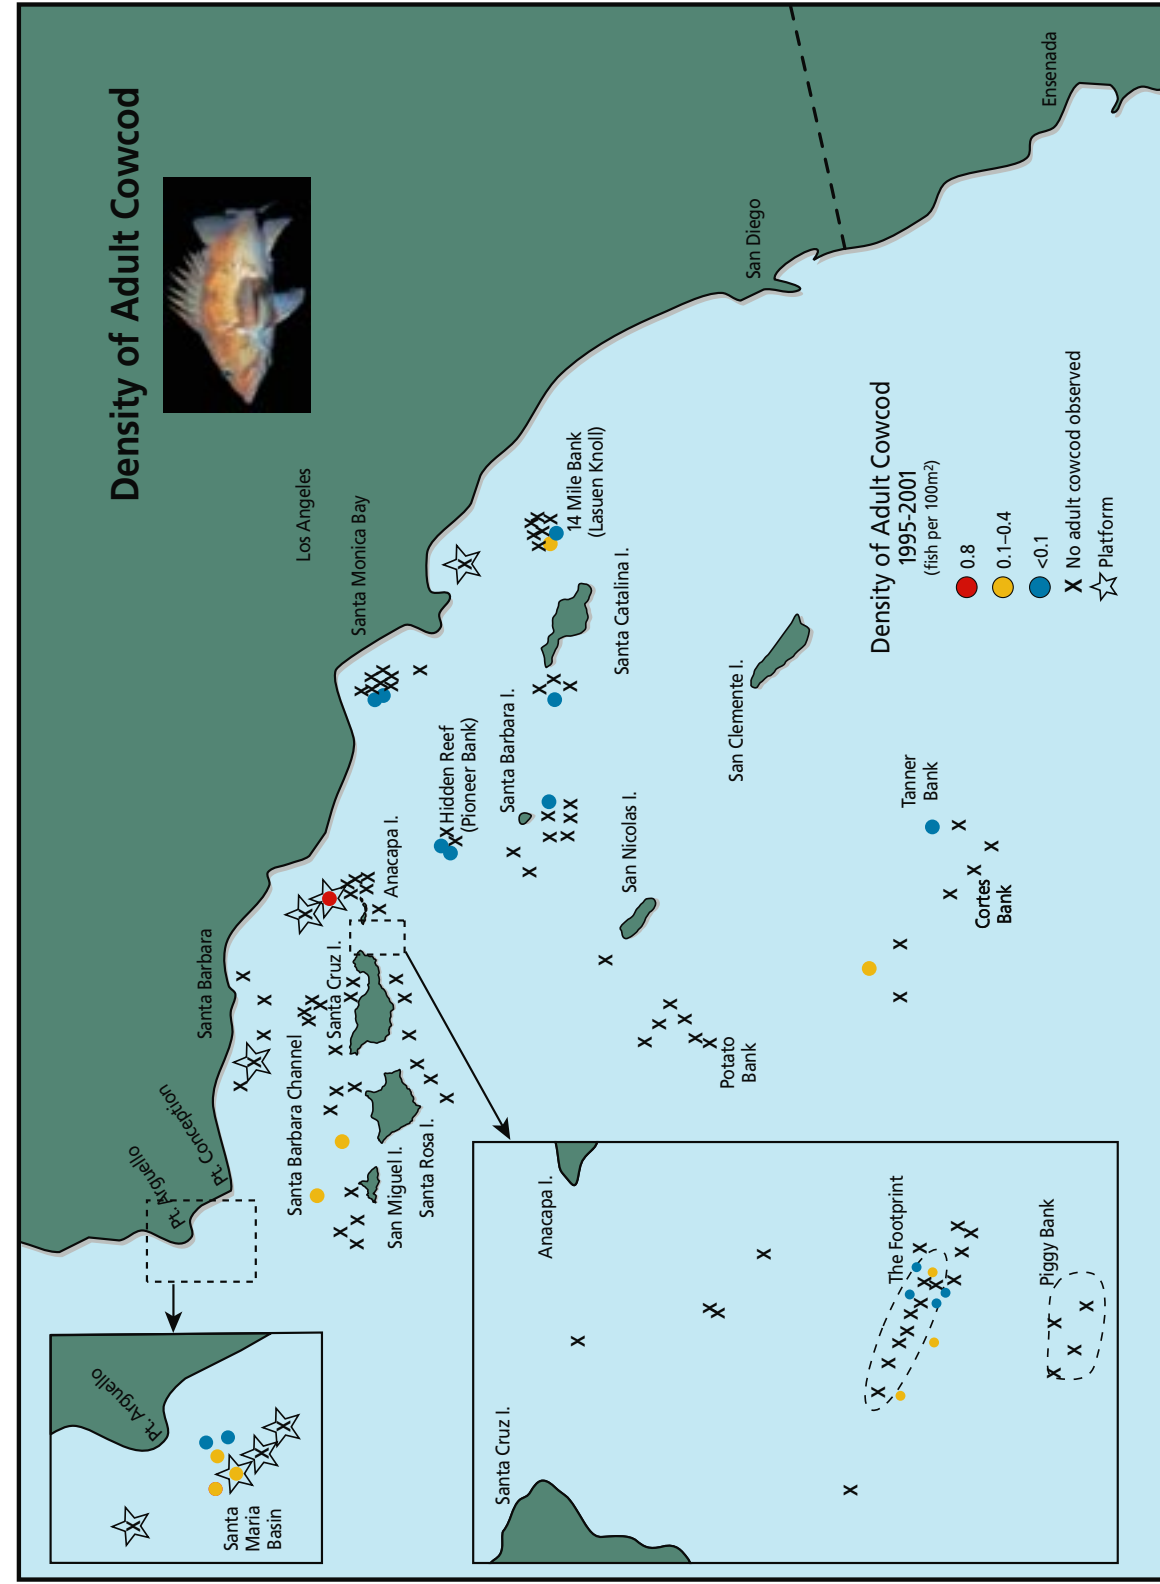 Density of Adult Cowcod
Ensenada
San Diego
Los Angeles
Santa Monica Bay
14 Mile Bank
(Lasuen Knoll)
Santa Catalina I.
San Clemente I.
Santa Barbara I.
Hidden Reef
(Pioneer Bank)
Anacapa I.
San Nicolas I.
Tanner
Bank
Cortes
Bank
Potato
Bank
Santa Barbara
Santa Cruz I.
Santa Barbara Channel
Santa Rosa I.
San Miguel I.
Pt. Conception
Pt. Arguello
Density of Adult Cowcod
1995-2001
(fish per 100m²)
0.8
0.1–0.4
<0.1
X No adult cowcod observed
Platform
Pt. Arguello
Santa
Maria
Basin
Anacapa I.
Santa Cruz I.
The Footprint
Piggy Bank